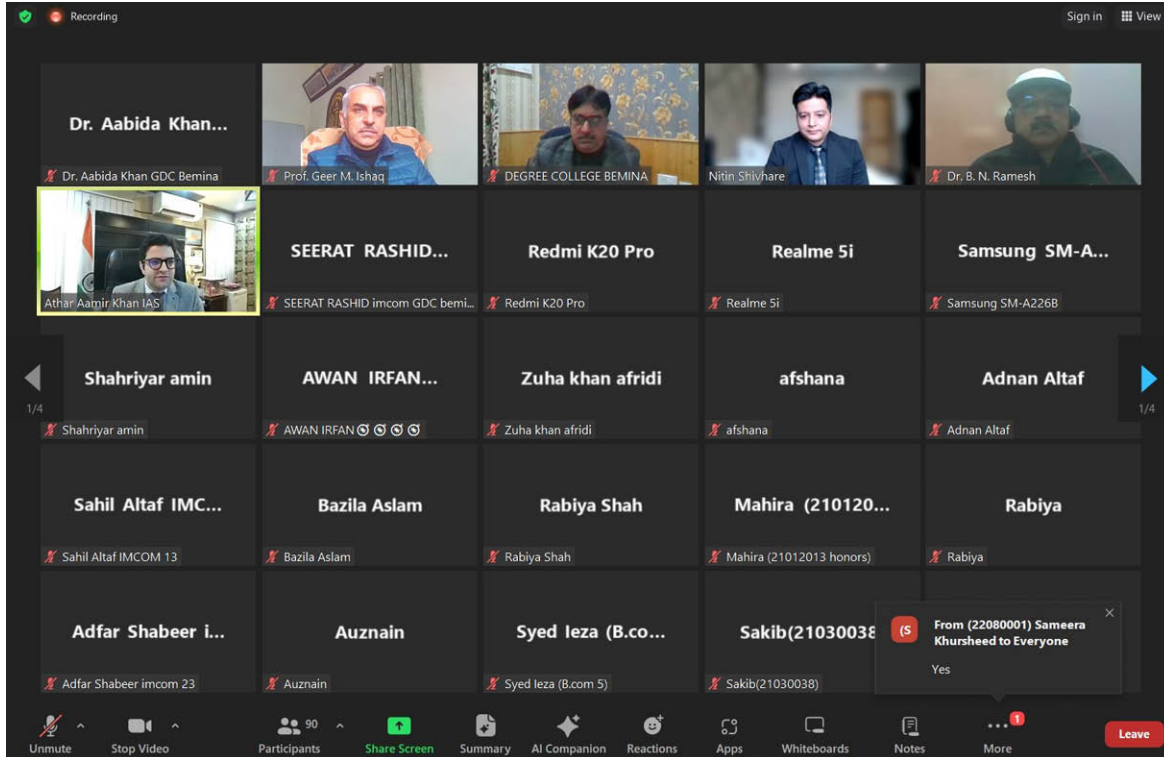 Recording
Sign in
View
Dr. Aabida Khan...
Dr. Aabida Khan GDC Bemina
Prof. Geer M. Ishaq
DEGREE COLLEGE BEMINA
Nitin Shivhare
Dr. B. N. Ramesh
Athar Aamir Khan IAS
SEERAT RASHID...
SEERAT RASHID imcom GDC bemi...
Redmi K20 Pro
Redmi K20 Pro
Realme 5i
Realme 5i
Samsung SM-A...
Samsung SM-A226B
1/4
Shahriyar amin
Shahriyar amin
AWAN IRFAN...
AWAN IRFAN
Zuha khan afridi
Zuha khan afridi
afshana
afshana
Adnan Altaf
Adnan Altaf
1/4
Sahil Altaf IMC...
Sahil Altaf IMCOM 13
Bazila Aslam
Bazila Aslam
Rabiya Shah
Rabiya Shah
Mahira (210120...
Mahira (21012013 honors)
Rabiya
Rabiya
Adfar Shabeer i...
Adfar Shabeer imcom 23
Auznain
Auznain
Syed Ieza (B.co...
Syed Ieza (B.com 5)
Sakib(21030038
Sakib(21030038)
(S
From (22080001) Sameera
Khursheed to Everyone
Yes
Unmute
Stop Video
90
Participants
Share Screen
Summary
AI Companion
Reactions
Apps
Whiteboards
Notes
1
More
Leave